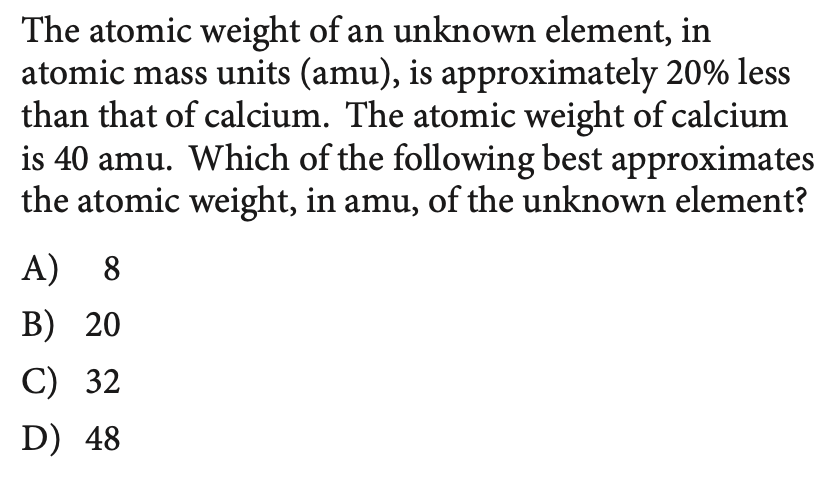 The atomic weight of an unknown element, in
atomic mass units (amu), is approximately 20% less
than that of calcium. The atomic weight of calcium
is 40 amu. Which of the following best approximates
the atomic weight, in amu, of the unknown element?
A) 8
B) 20
C) 32
D) 48